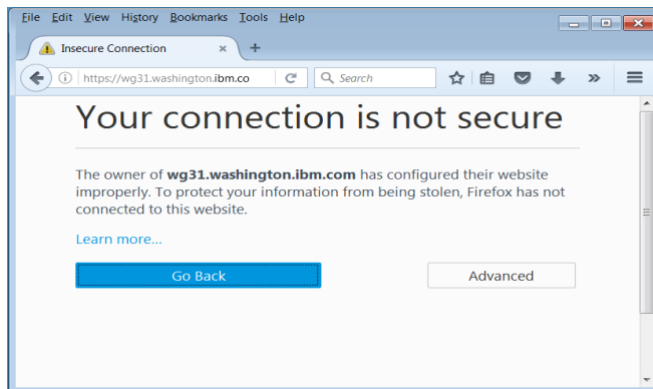 File Edit View History Bookmarks Tools Help
Insecure Connection
https://wg31.washington.ibm.co Search
Your connection is not secure
The owner of wg31.washington.ibm.com has configured their website
improperly. To protect your information from being stolen, Firefox has not
connected to this website.
Learn more...
Go Back Advanced